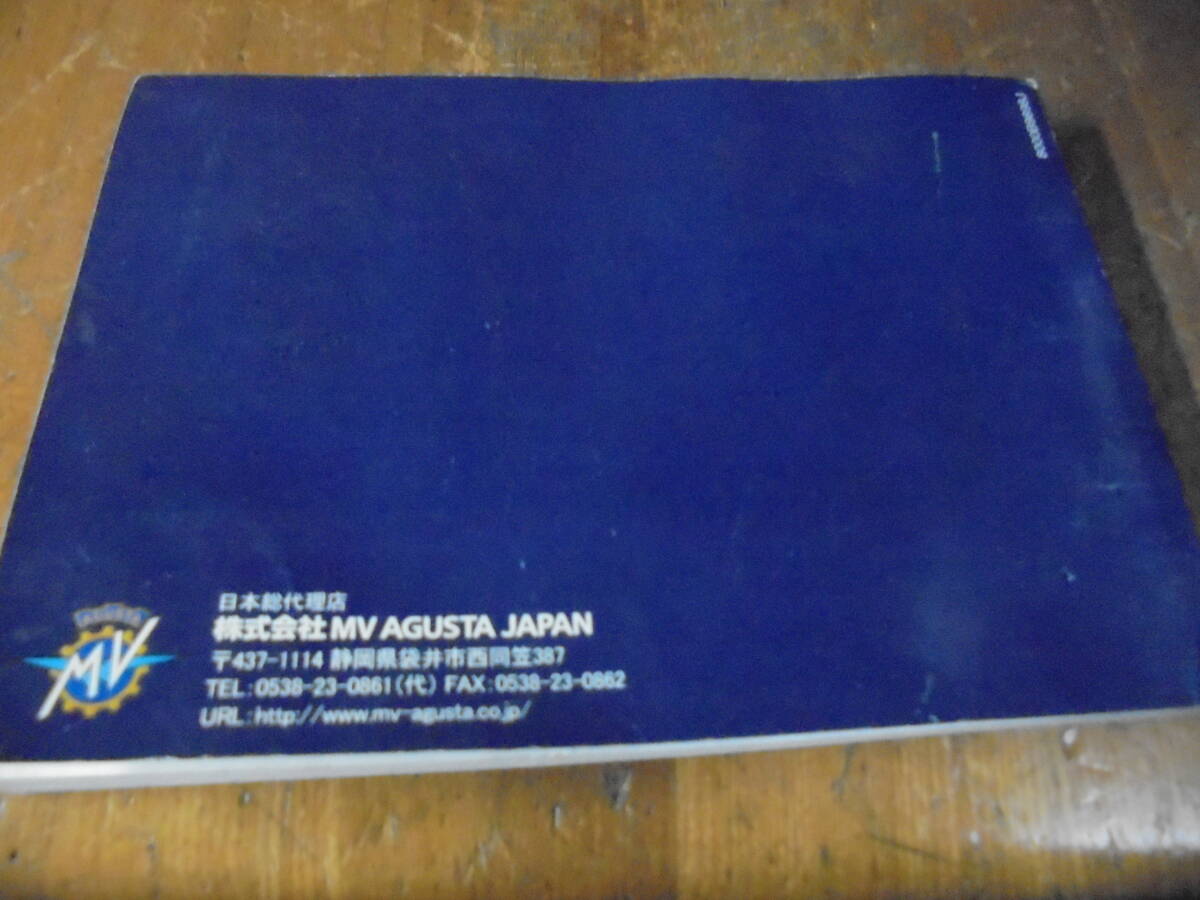 日本総代理店
株式会社 MV AGUSTA JAPAN
〒437-1114 静岡県袋井市西同笠387
TEL：0538-23-0861(代) FAX：0538-23-0862
URL：http://www.mv-agusta.co.jp/
AGUSTA
MV